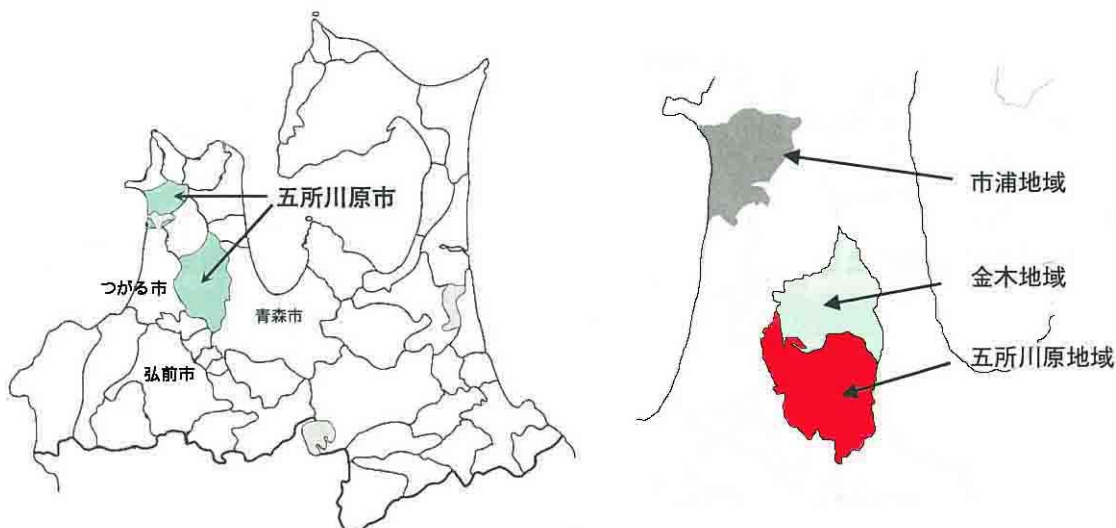 五所川原市
つがる市
青森市
弘前市
市浦地域
金木地域
五所川原地域